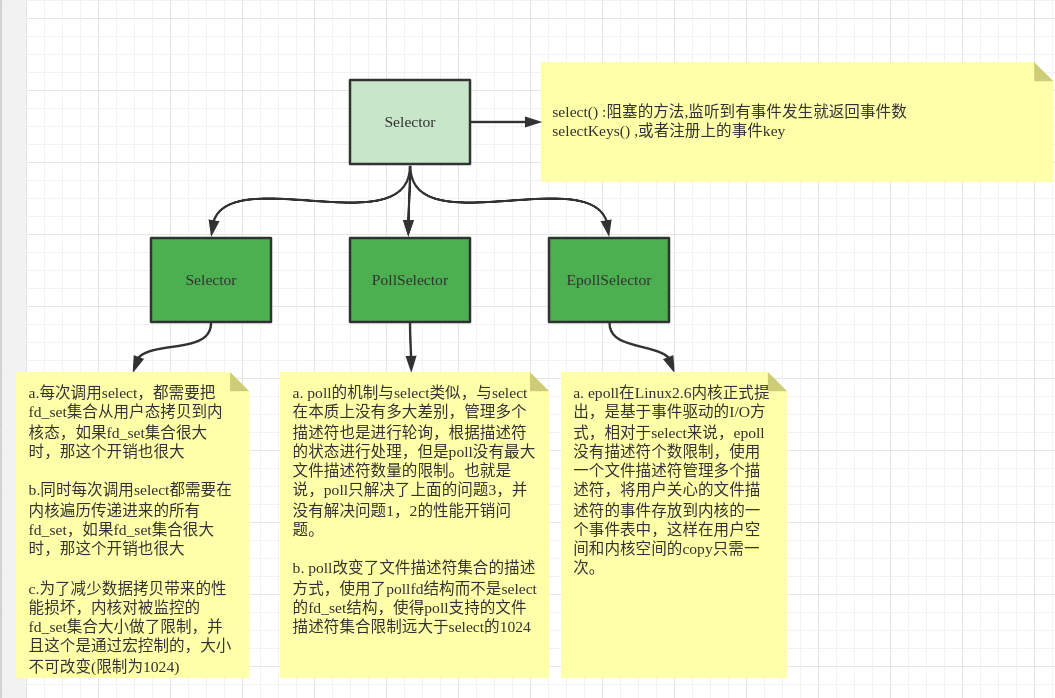 Selector
select() :阻塞的方法,监听到有事件发生就返回事件数
selectKeys() ,或者注册上的事件key
Selector
PollSelector
EpollSelector
a.每次调用select，都需要把
fd_set集合从用户态拷贝到内
核态，如果fd_set集合很大
时，那这个开销也很大
b.同时每次调用select都需要在
内核遍历传递进来的所有
fd_set，如果fd_set集合很大
时，那这个开销也很大
c.为了减少数据拷贝带来的性
能损坏，内核对被监控的
fd_set集合大小做了限制，并
且这个是通过宏控制的，大小
不可改变(限制为1024)
a. poll的机制与select类似，与select
在本质上没有多大差别，管理多个
描述符也是进行轮询，根据描述符
的状态进行处理，但是poll没有最大
文件描述符数量的限制。也就是
说，poll只解决了上面的问题3，并
没有解决问题1，2的性能开销问
题。
b. poll改变了文件描述符集合的描述
方式，使用了pollfd结构而不是select
的fd_set结构，使得poll支持的文件
描述符集合限制远大于select的1024
a. epoll在Linux2.6内核正式提
出，是基于事件驱动的I/O方
式，相对于select来说，epoll
没有描述符个数限制，使用
一个文件描述符管理多个描
述符，将用户关心的文件描
述符的事件存放到内核的一
个事件表中，这样在用户空
间和内核空间的copy只需一
次。